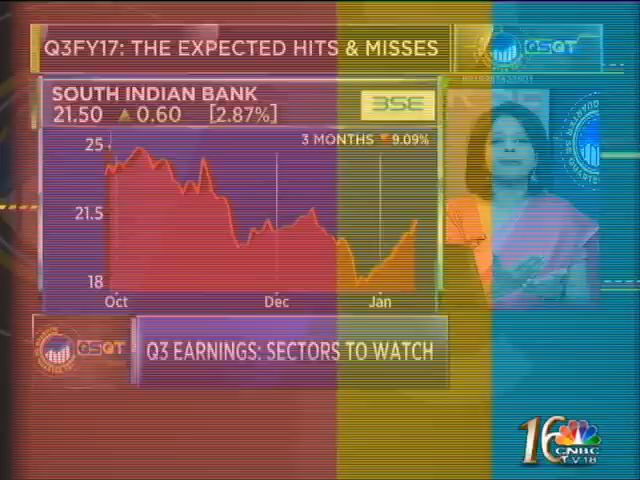 Q3FY17: THE EXPECTED HITS & MISSES
QSQT
SOUTH INDIAN BANK
21.50 ▲ 0.60 [2.87%]
BSE
3 MONTHS ▼9.09%
25
21.5
18
Oct Dec Jan
QSQT
Q3 EARNINGS: SECTORS TO WATCH
16
CNBC
TV18